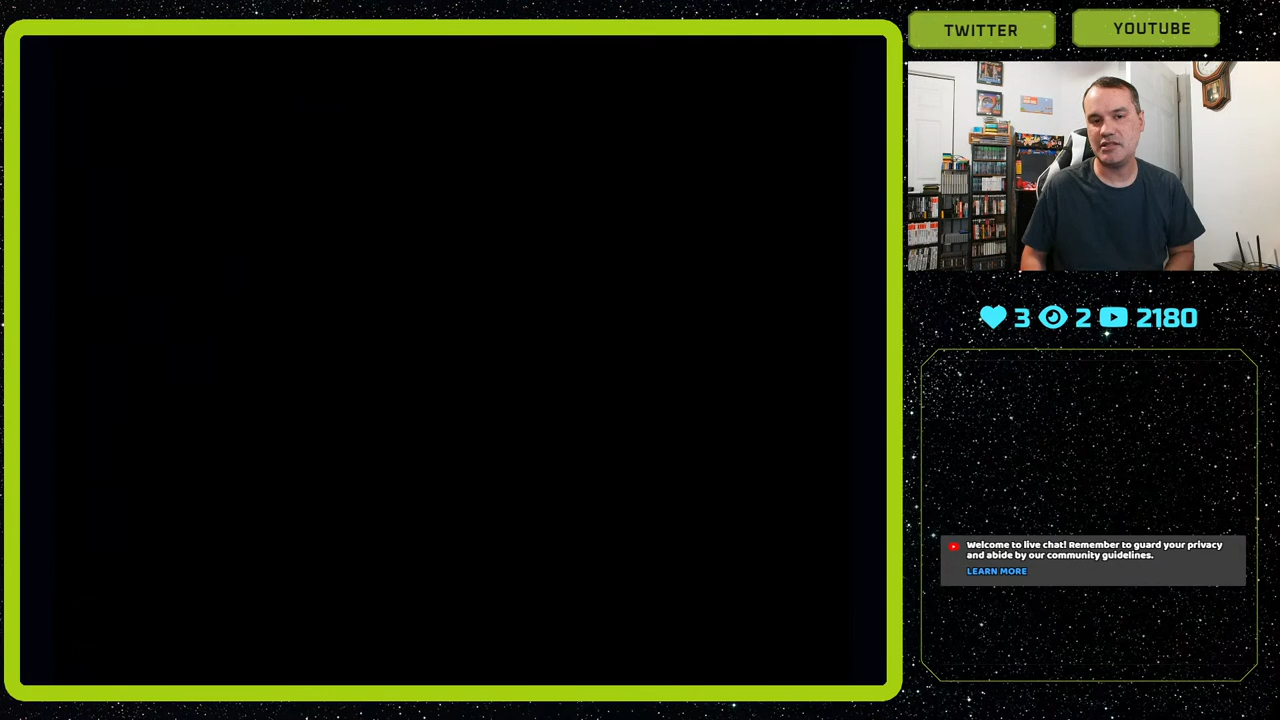 TWITTER
YOUTUBE
3 2 2180
Welcome to live chat! Remember to guard your privacy
and abide by our community guidelines.
LEARN MORE